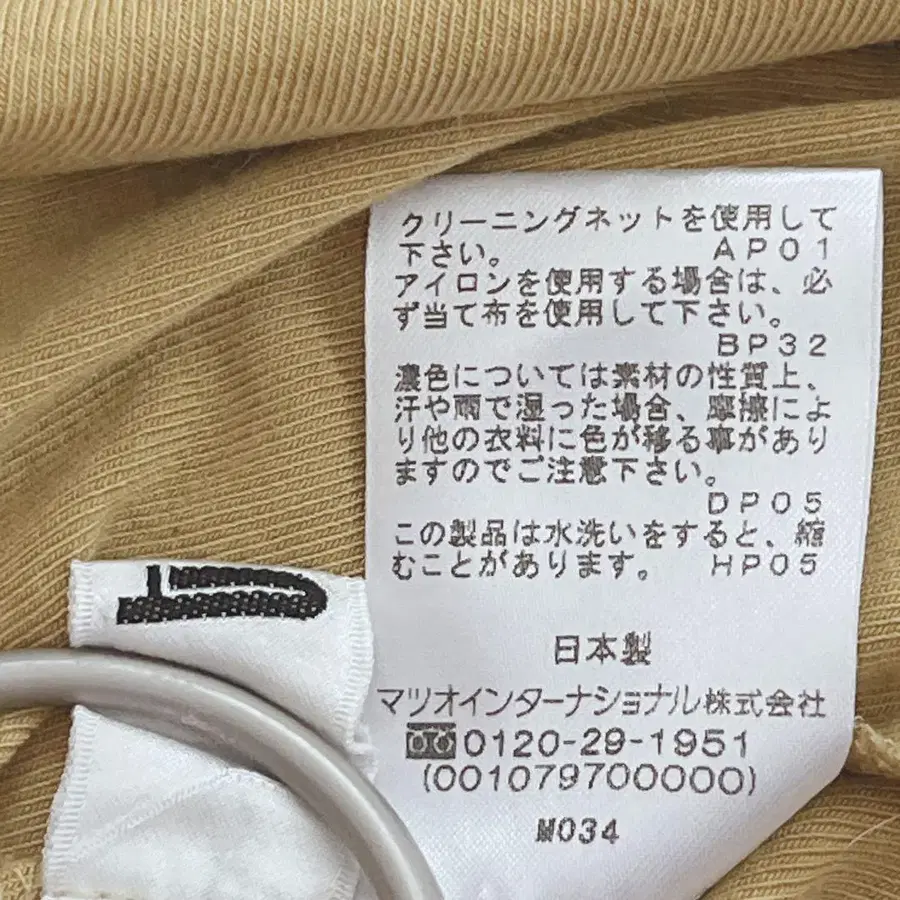 クリーニングネットを使用して
下さい。 AP01
アイロンを使用する場合は、必
ず当て布を使用して下さい。
BP32
濃色については素材の性質上、
汗や雨で湿った場合、摩擦によ
り他の衣料に色が移る事があり
ますのでご注意下さい。
DP05
この製品は水洗いをすると、縮
むことがあります。 HP05
日本製
マツオインターナショナル株式会社
0120-29-1951
(001079700000)
M034